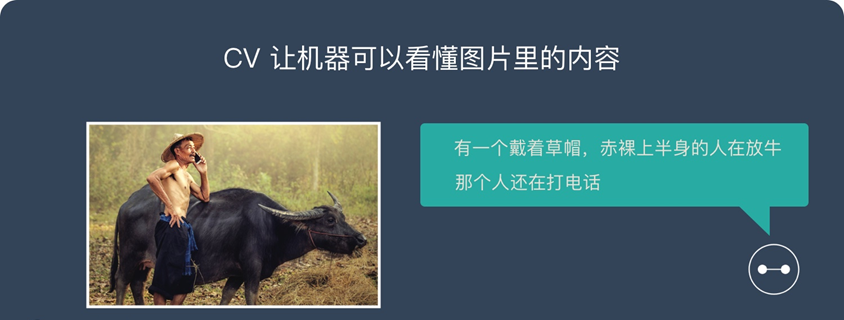 CV 让机器可以看懂图片里的内容
有一个戴着草帽，赤裸上半身的人在放牛
那个人还在打电话